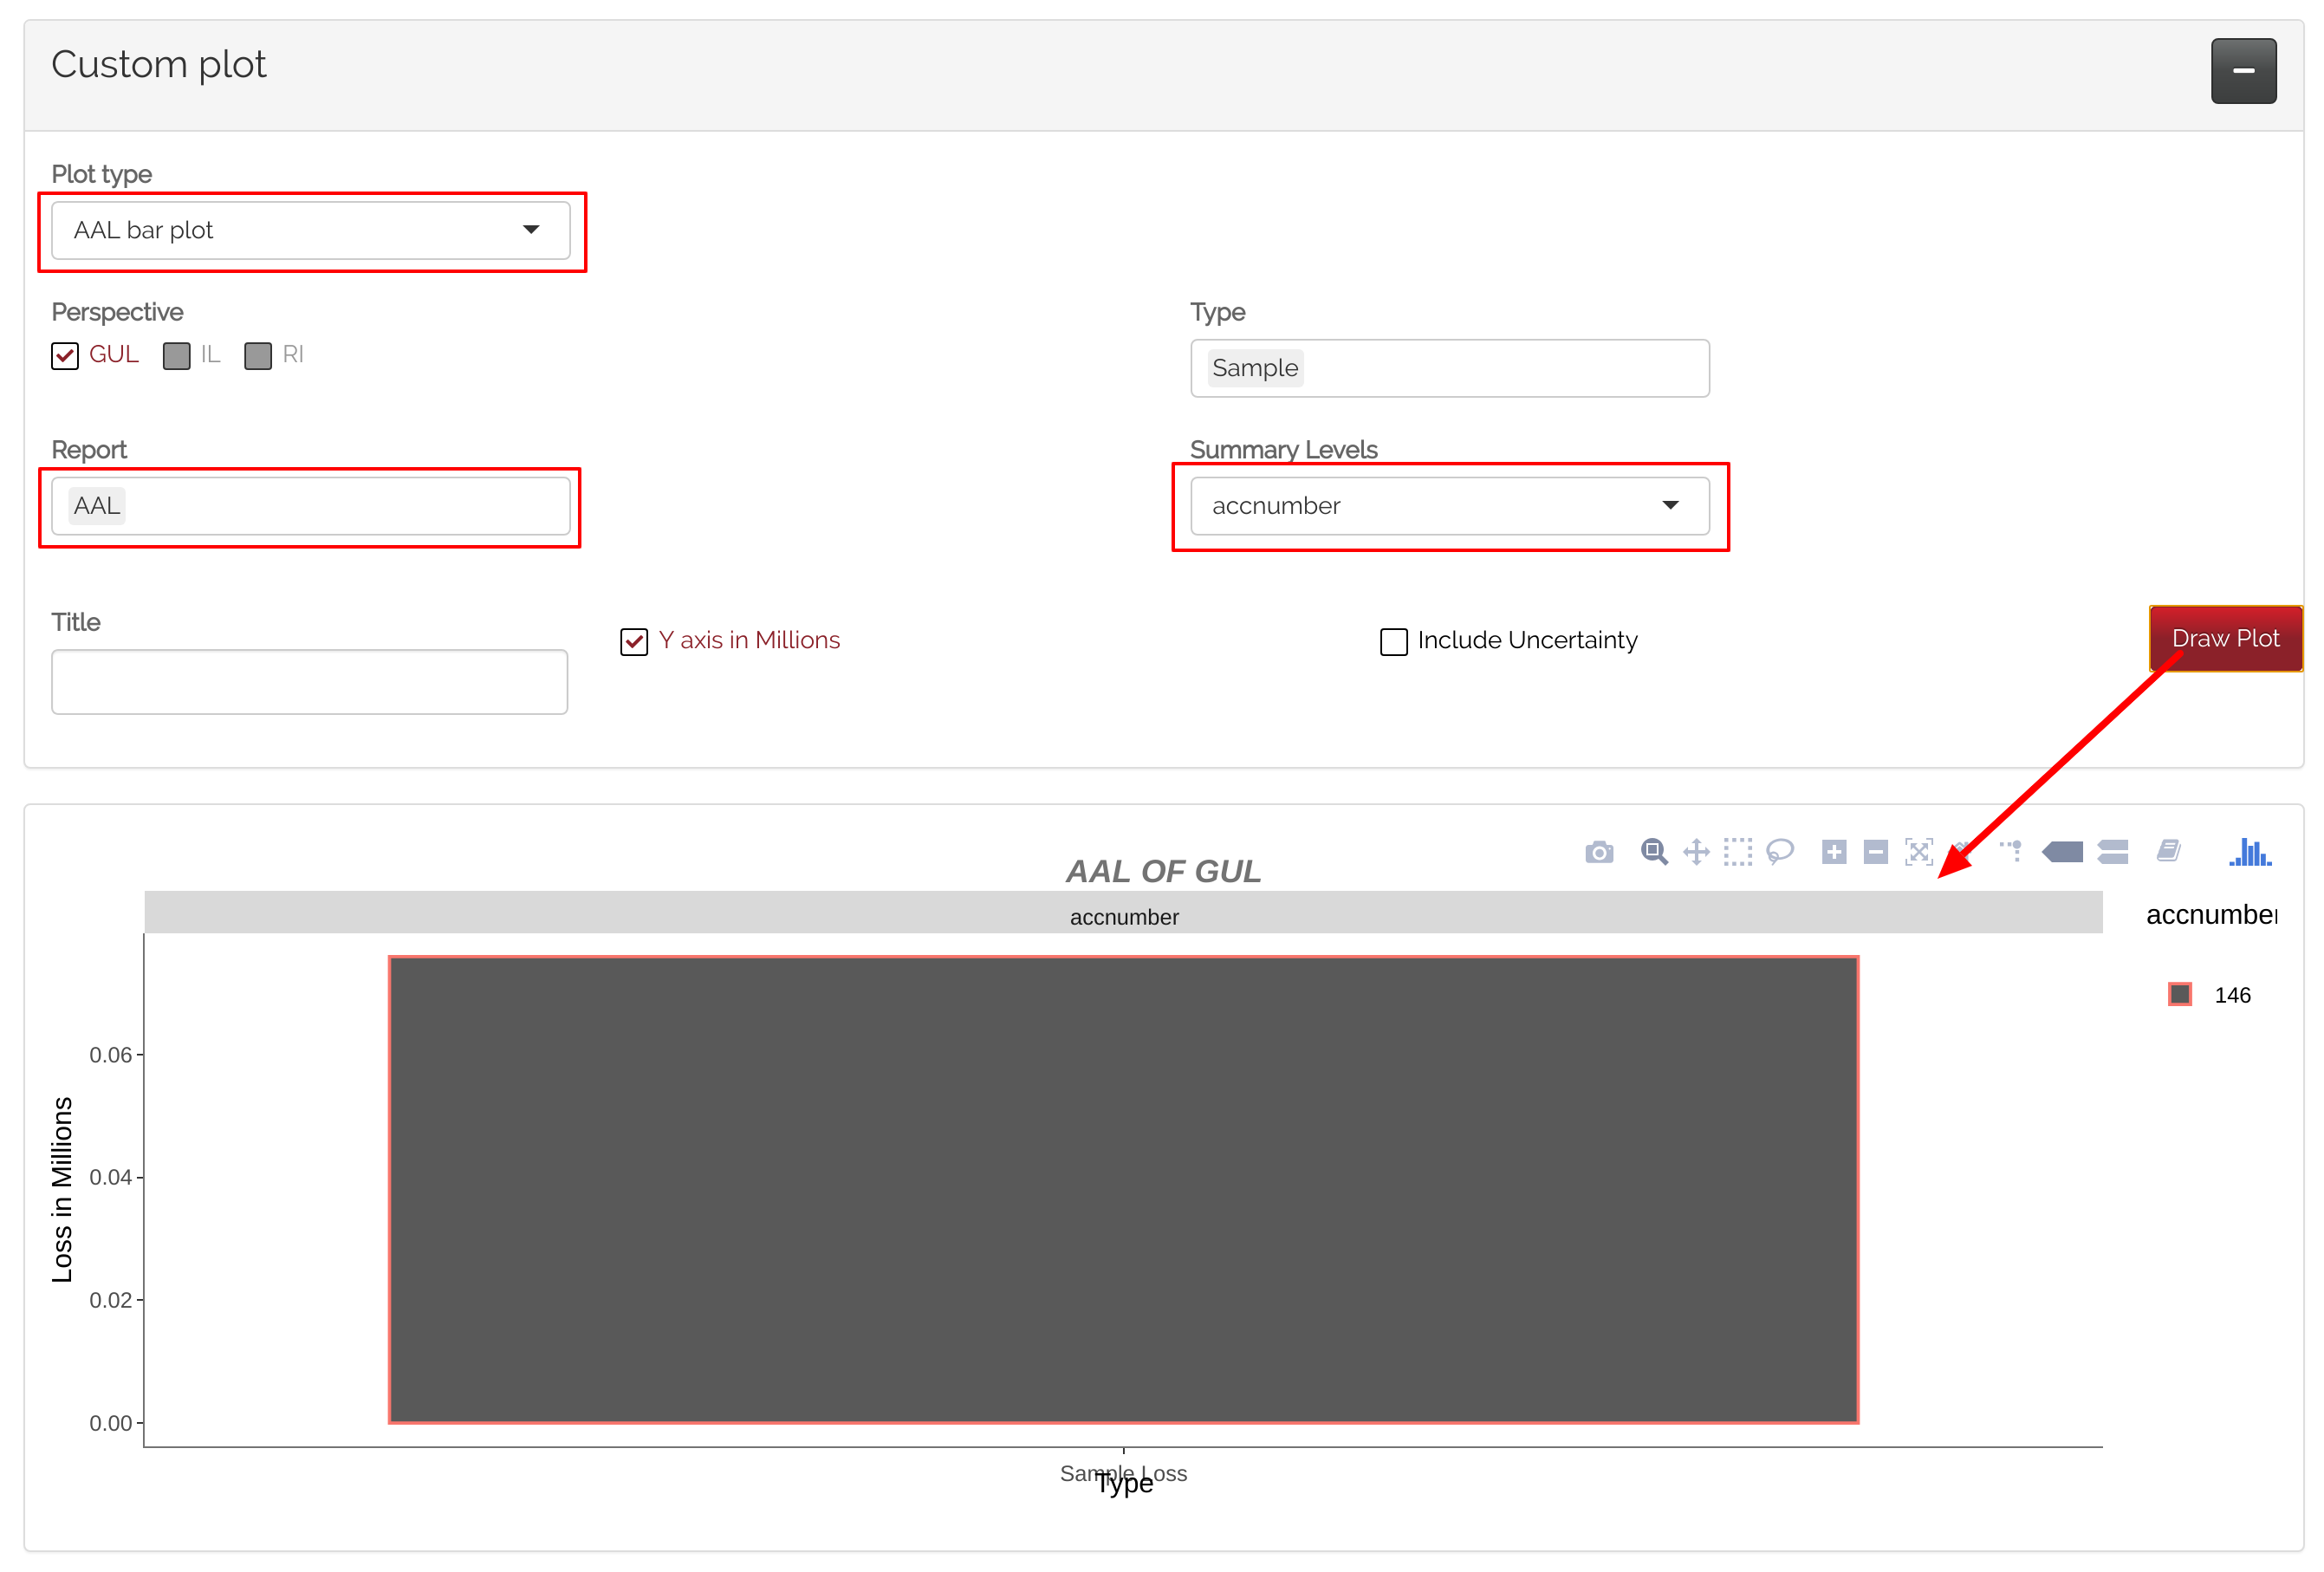 Custom plot
Plot type
AAL bar plot
Perspective
Type
GUL IL RI
Sample
Report
Summary Levels
AAL
accnumber
Title
Y axis in Millions
Include Uncertainty
Draw Plot
AAL OF GUL
accnumber
accnumber
146
0.06
0.04
0.02
0.00
Loss in Millions
Sample Loss
Type